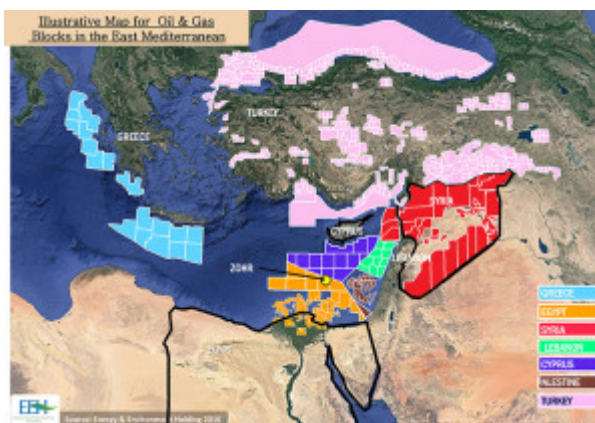 Illustrative Map for Oil & Gas
Blocks in the East Mediterranean
TURKEY
GREECE
SYRIA
CYPRUS
LEBANON
ZOHR
GREECE
EGYPT
SYRIA
LEBANON
CYPRUS
PALESTINE
TURKEY
EEH
Source: Energy & Environment Holding 2016